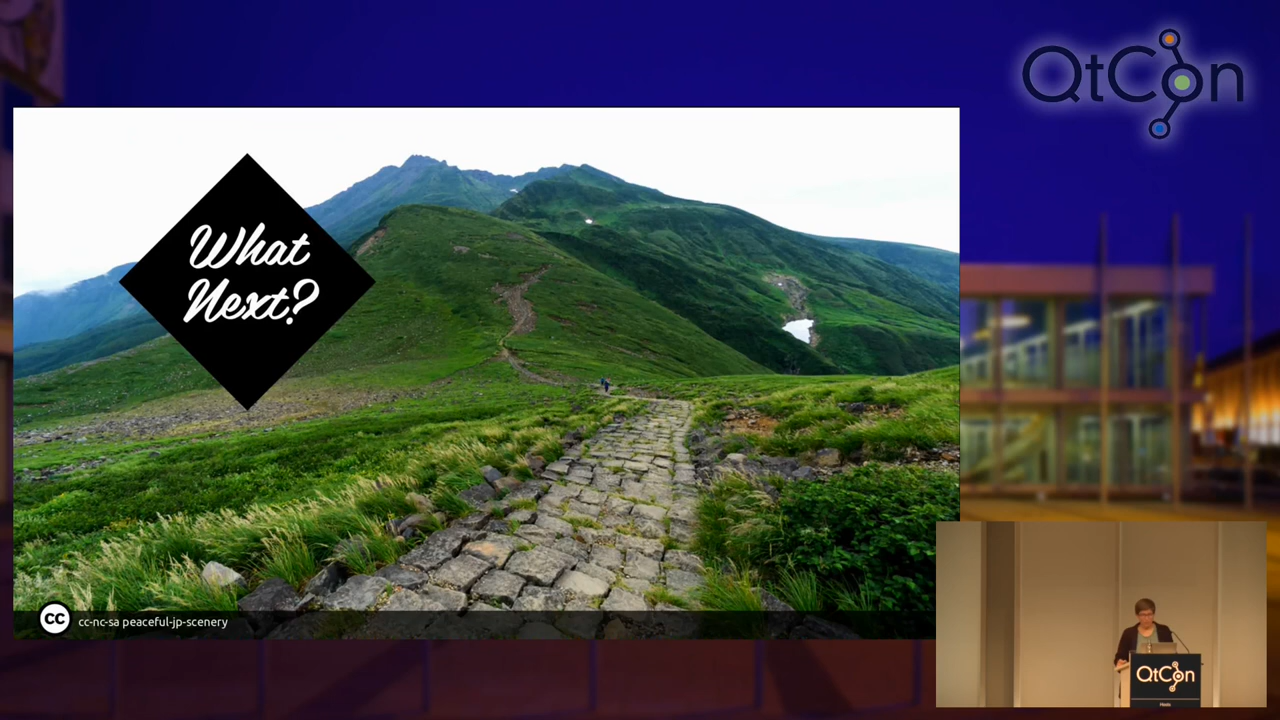 QtCon
What
Next?
cc
cc-nc-sa peaceful-jp-scenery
QtCon